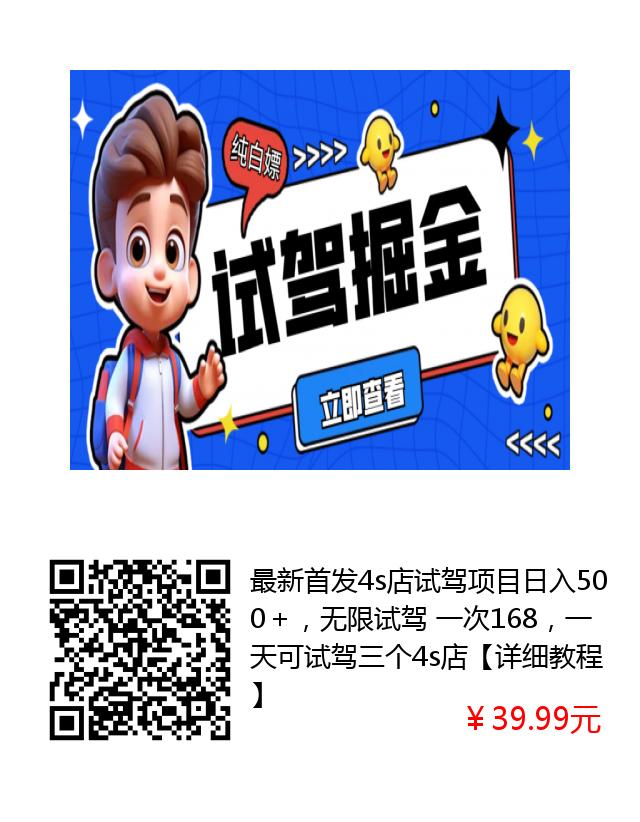 纯白嫖
>>>>
试驾掘金
立即查看
<<<<
最新首发4s店试驾项目日入50
0＋，无限试驾 一次168，一
天可试驾三个4s店【详细教程
】
￥39.99元